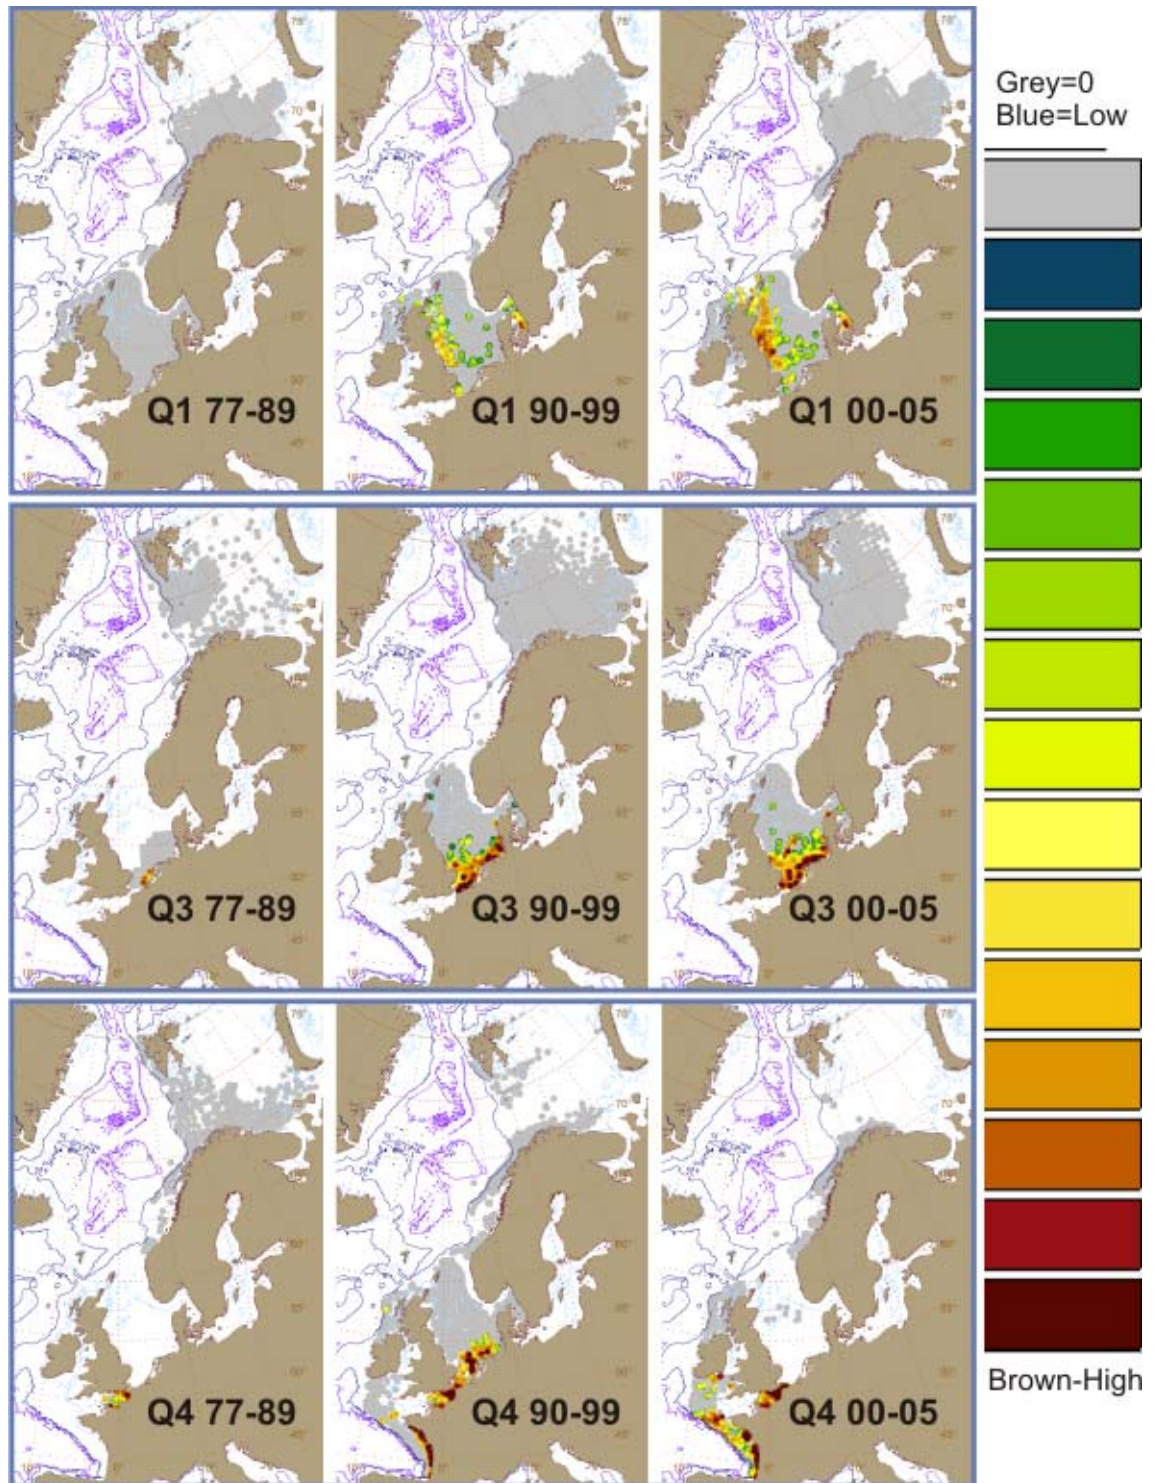 Grey=0
Blue=Low
Q1 77-89
Q1 90-99
Q1 00-05
Q3 77-89
Q3 90-99
Q3 00-05
Q4 77-89
Q4 90-99
Q4 00-05
Brown-High